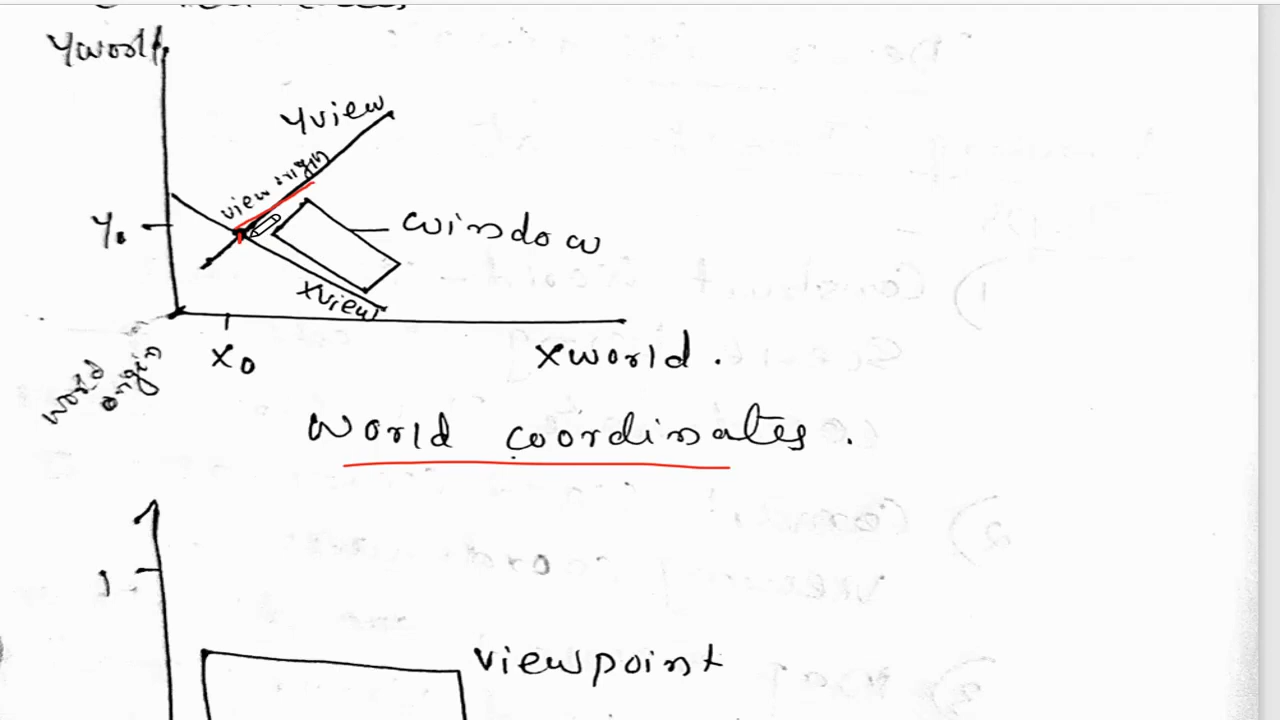 Yworld
Yview
view origin
Y0
window
xview
X0
xworld.
world origin
world coordinates.
1
viewpoint